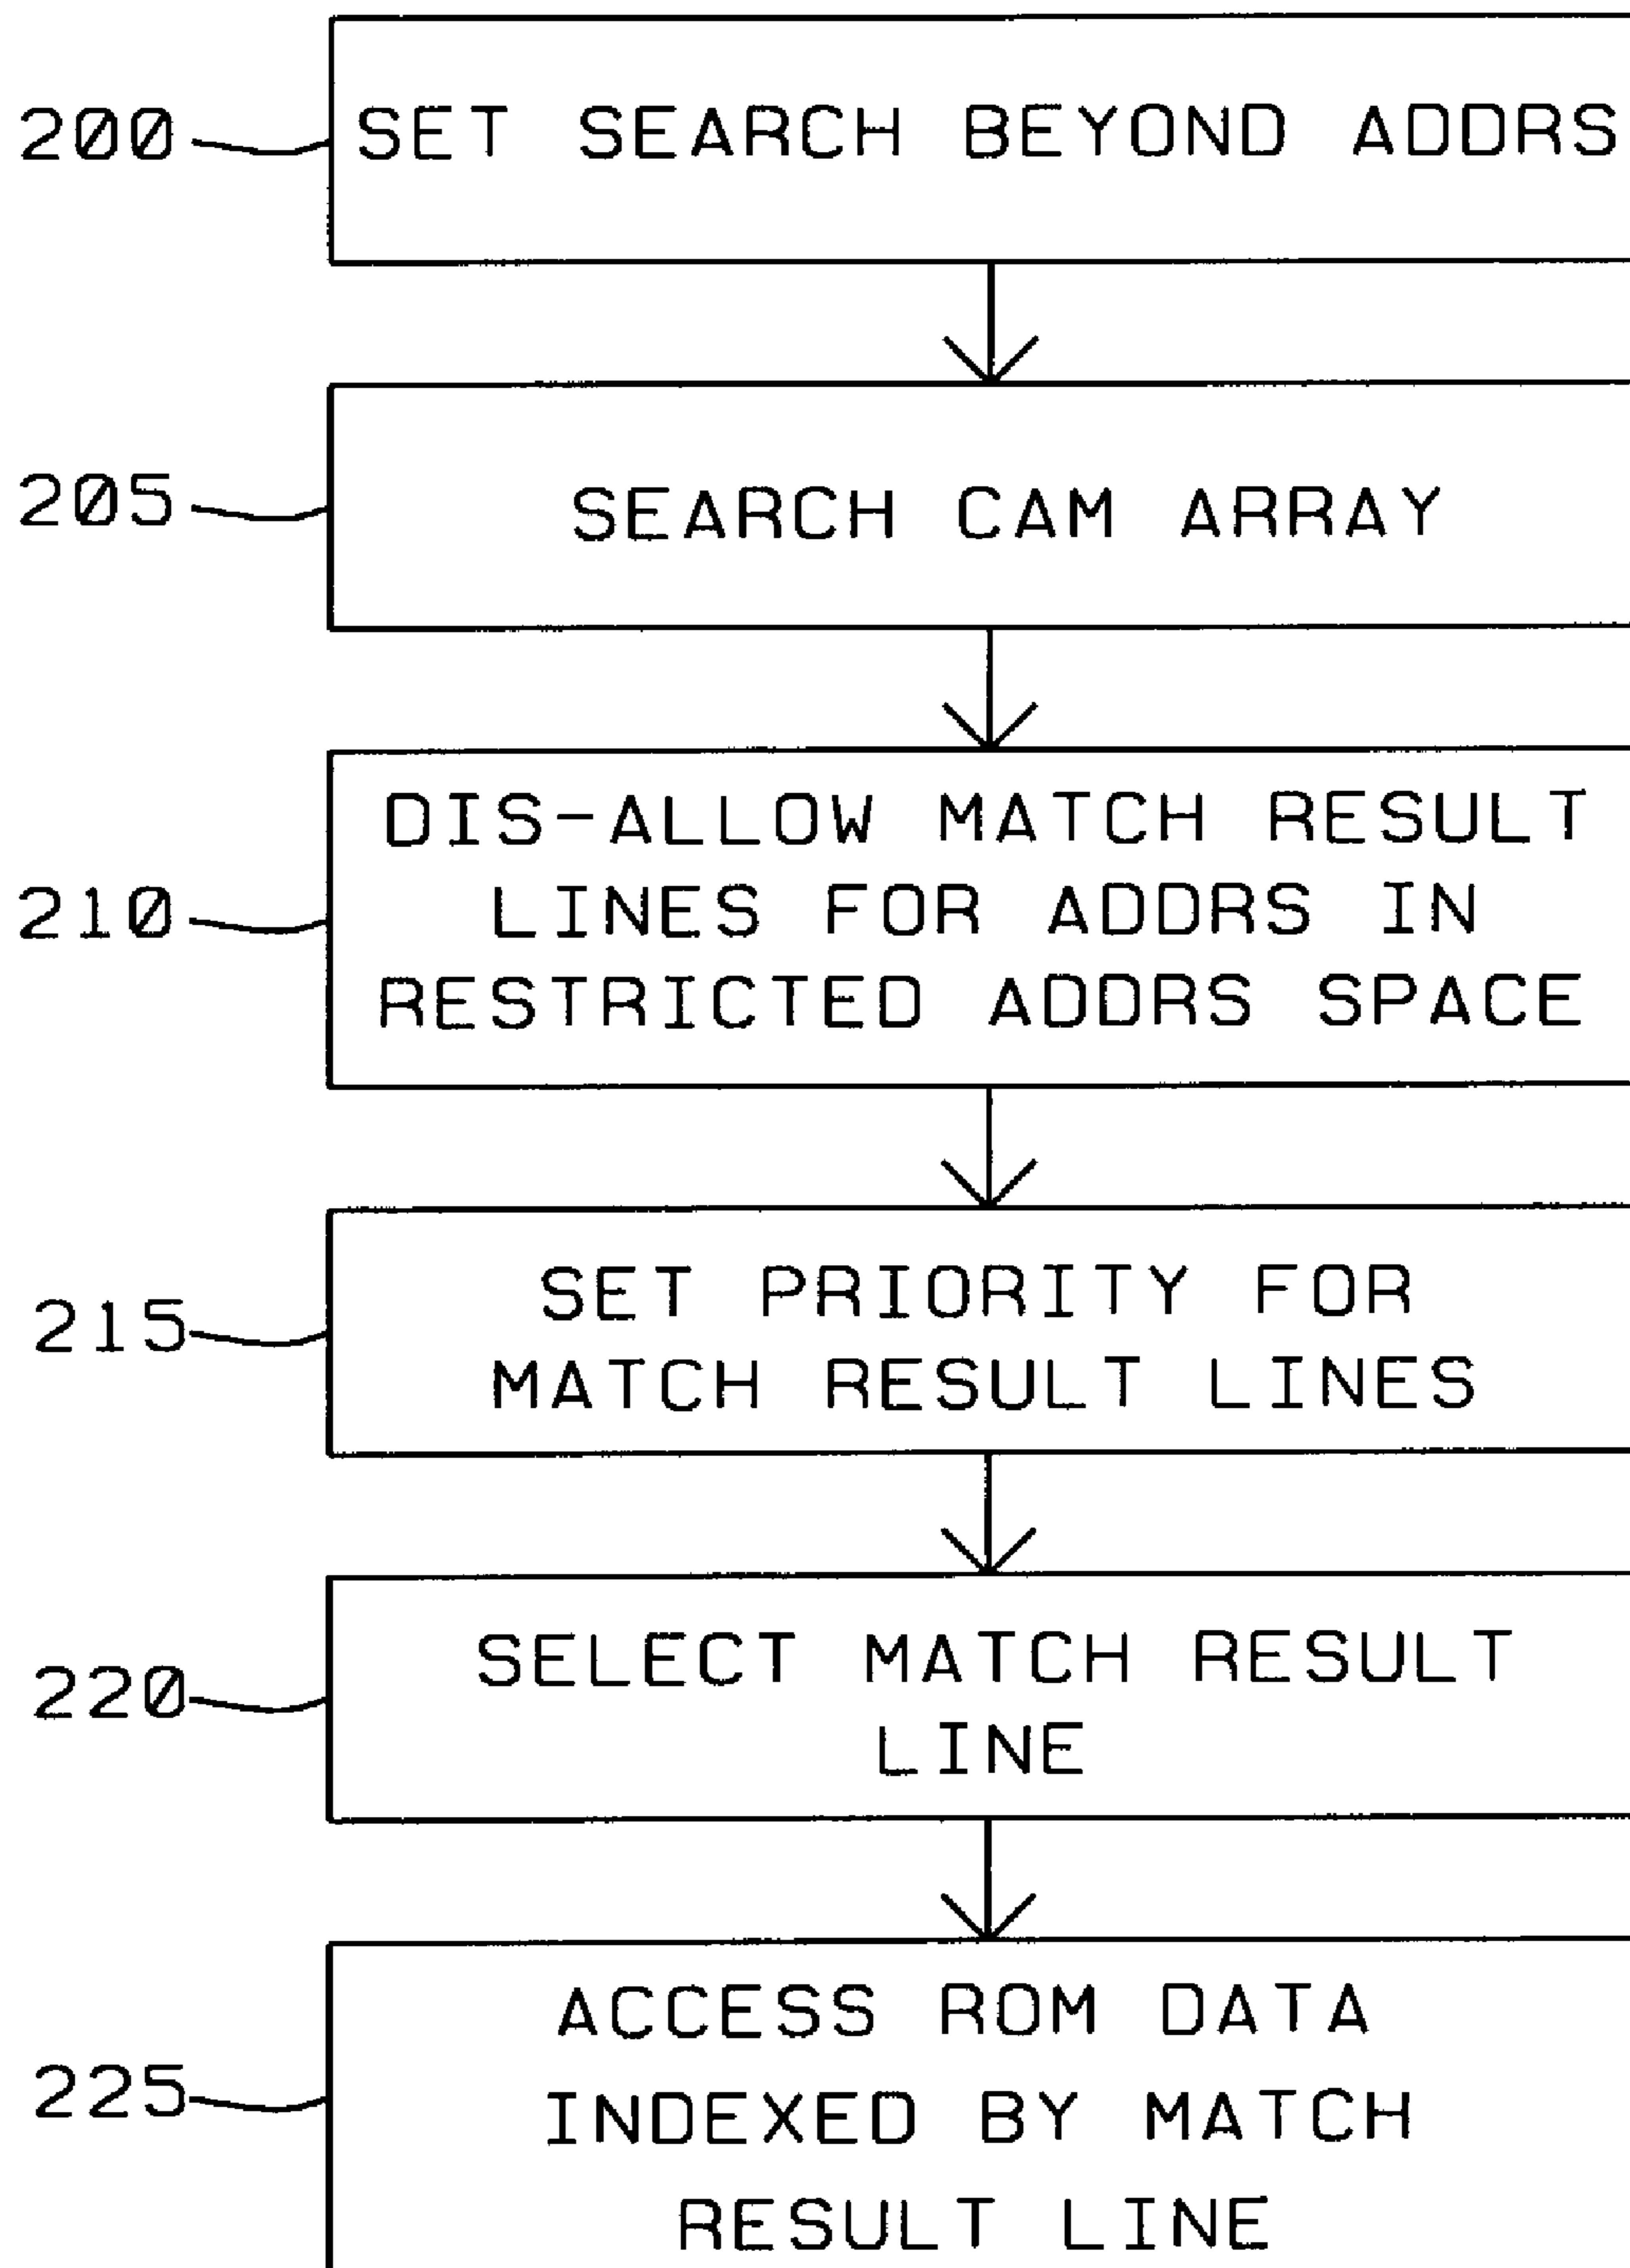 200 SET SEARCH BEYOND ADDRS
205 SEARCH CAM ARRAY
DIS-ALLOW MATCH RESULT
210 LINES FOR ADDRS IN
RESTRICTED ADDRS SPACE
215 SET PRIORITY FOR
MATCH RESULT LINES
220 SELECT MATCH RESULT
LINE
ACCESS ROM DATA
225 INDEXED BY MATCH
RESULT LINE